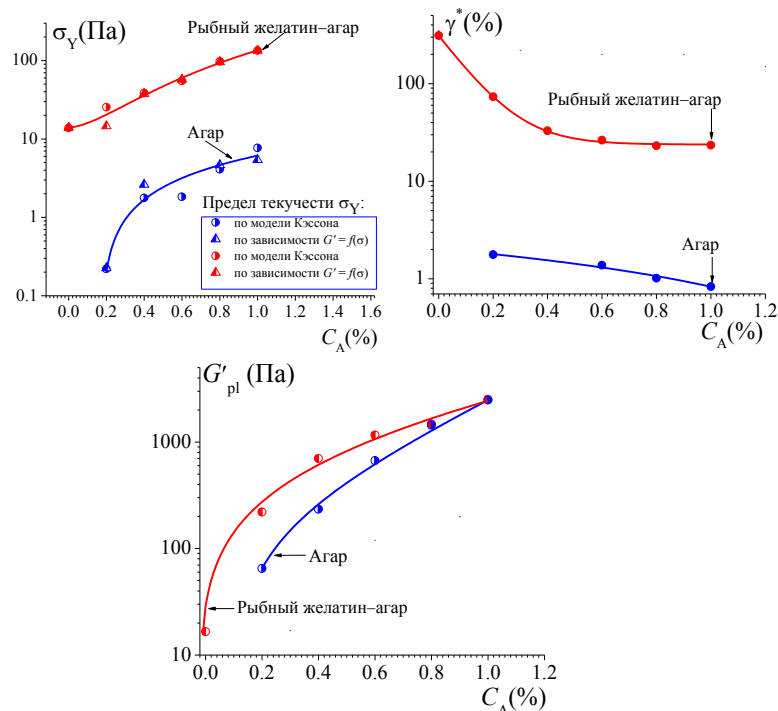 σY(Па)
Рыбный желатин–агар
100
10
1
0.1
Агар
Предел текучести σY:
по модели Кэссона
по зависимости G′ = f(σ)
по модели Кэссона
по зависимости G′ = f(σ)
0.0 0.2 0.4 0.6 0.8 1.0 1.2 1.4 1.6
CA(%)
γ*(%)
100
10
1
Рыбный желатин–агар
Агар
0.0 0.2 0.4 0.6 0.8 1.0 1.2
CA(%)
G′pl (Па)
1000
100
10
Агар
Рыбный желатин–агар
0.0 0.2 0.4 0.6 0.8 1.0 1.2
CA(%)